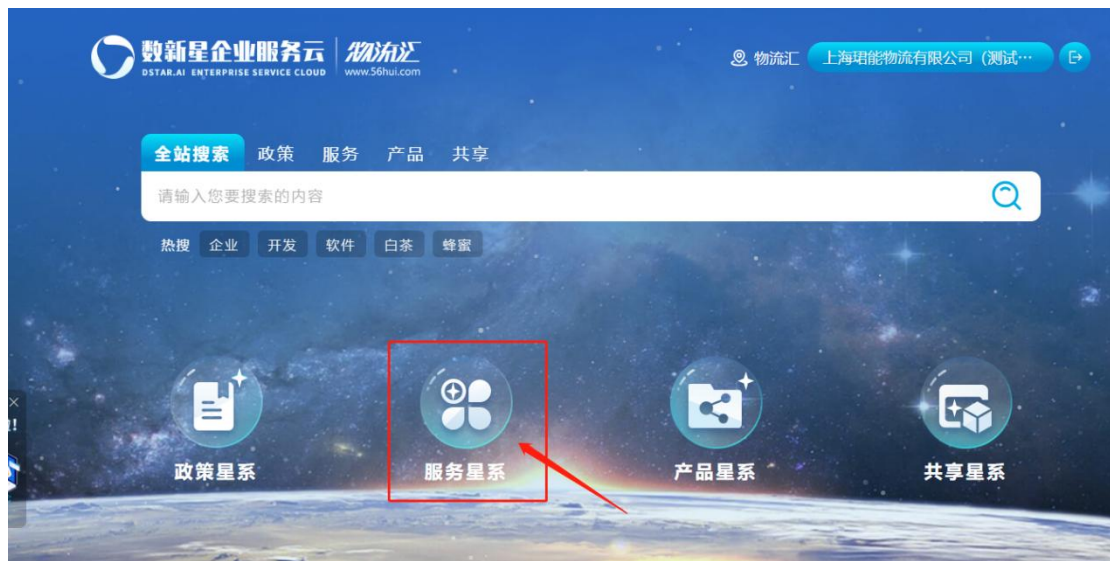 数新星企业服务云
DSTAR.AI ENTERPRISE SERVICE CLOUD
物流汇
www.56hui.com
物流汇 上海珺能物流有限公司（测试…
全站搜索 政策 服务 产品 共享
请输入您要搜索的内容
热搜 企业 开发 软件 白茶 蜂蜜
政策星系 服务星系 产品星系 共享星系